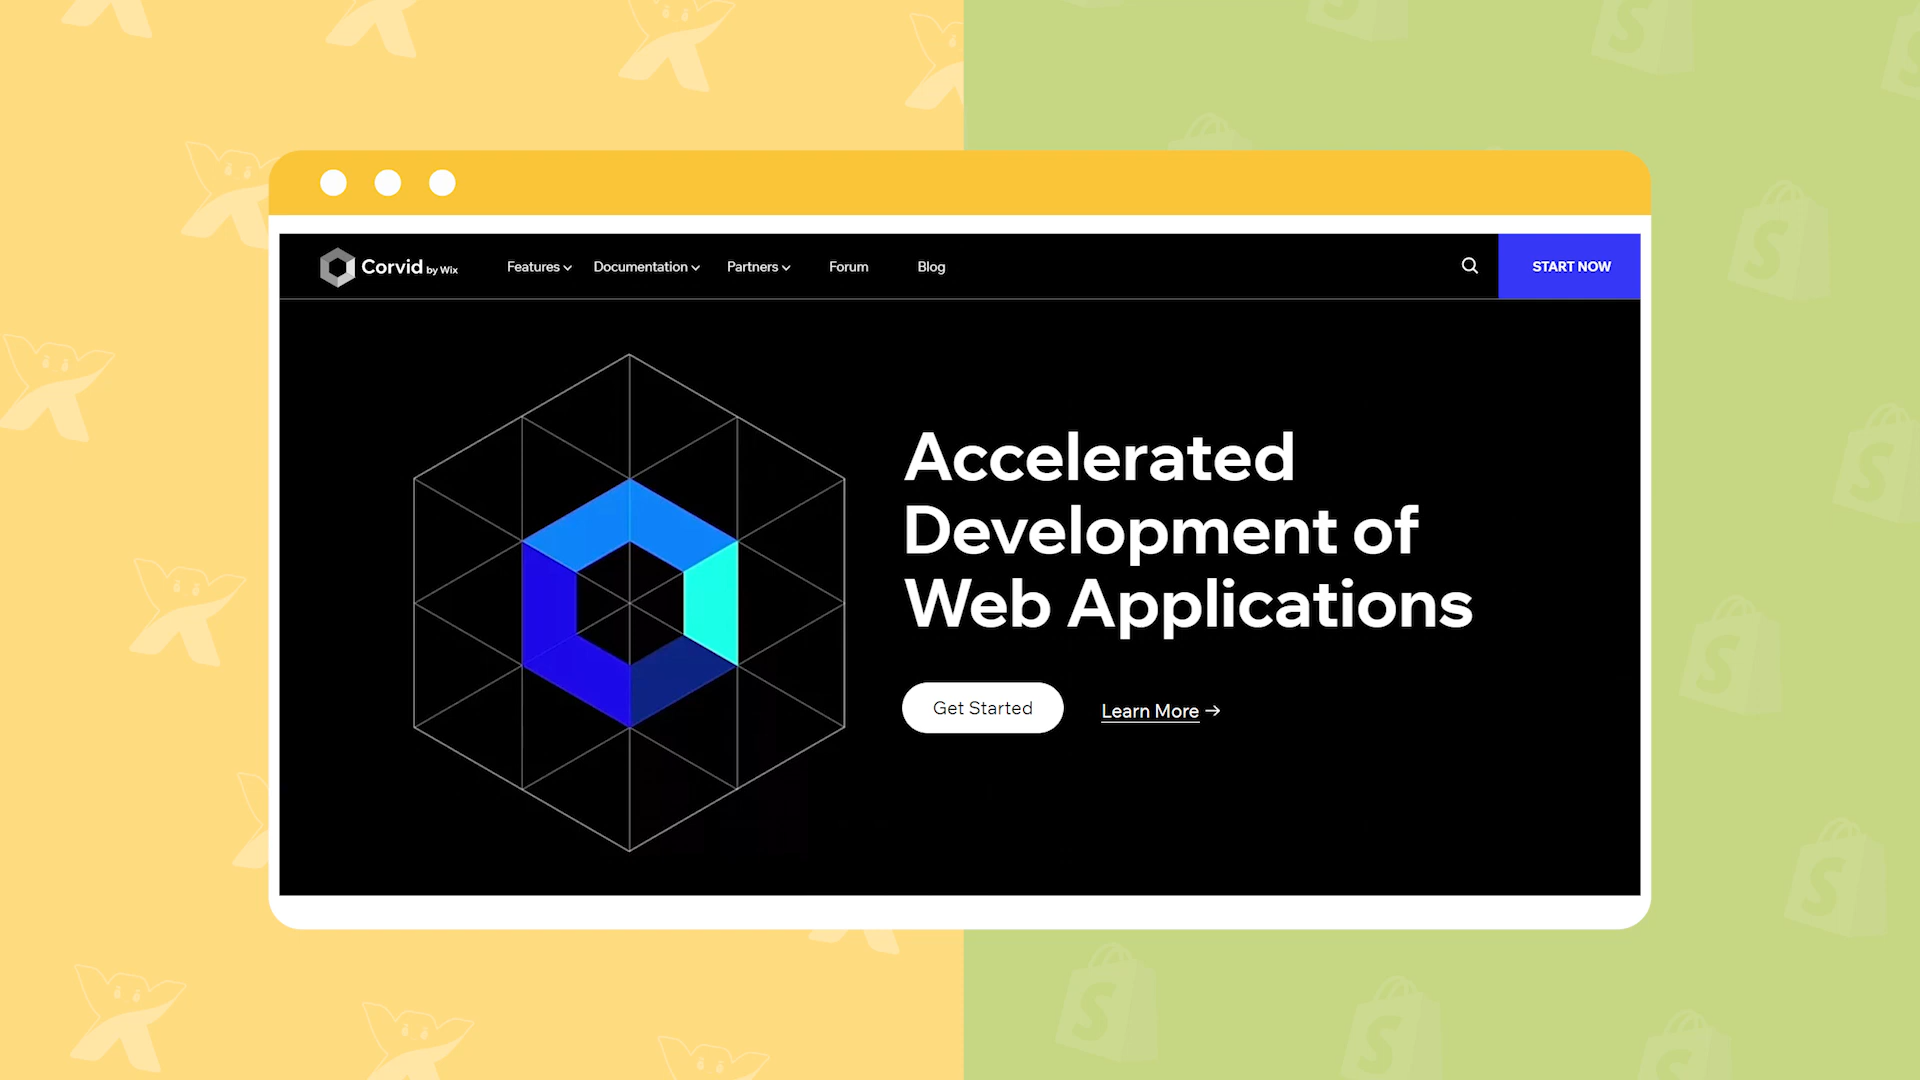 Corvid by Wix
Features
Documentation
Partners
Forum
Blog
START NOW
Accelerated
Development of
Web Applications
Get Started
Learn More →